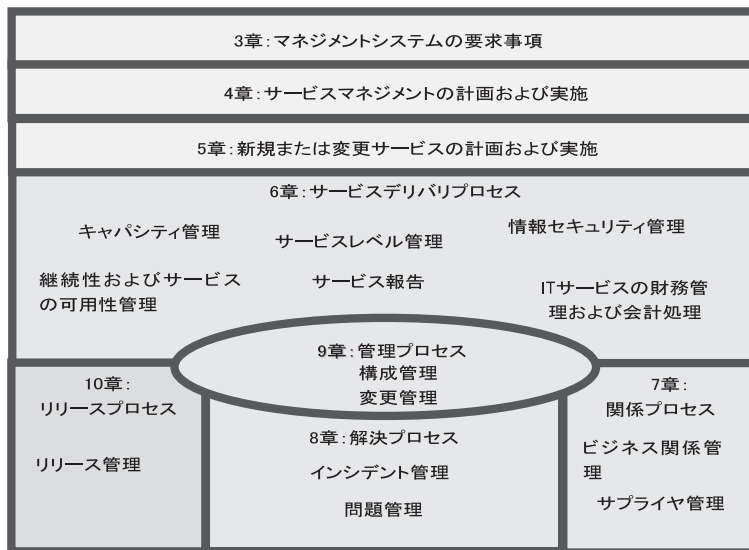 3章：マネジメントシステムの要求事項
4章：サービスマネジメントの計画および実施
5章：新規または変更サービスの計画および実施
6章：サービスデリバリプロセス
キャパシティ管理
サービスレベル管理
情報セキュリティ管理
継続性およびサービス
の可用性管理
サービス報告
ITサービスの財務管
理および会計処理
9章：管理プロセス
構成管理
変更管理
10章：
リリースプロセス
リリース管理
8章：解決プロセス
インシデント管理
問題管理
7章：
関係プロセス
ビジネス関係管
理
サプライヤ管理